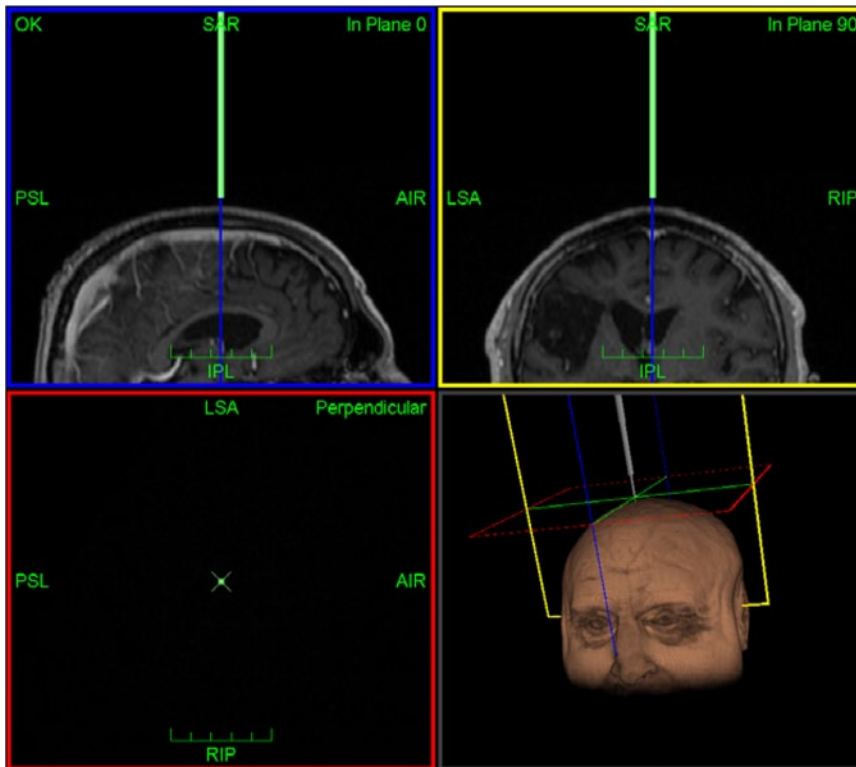 OK SAR In Plane 0
PSL AIR
IPL
SAR In Plane 90
LSA RIP
IPL
LSA Perpendicular
PSL AIR
RIP